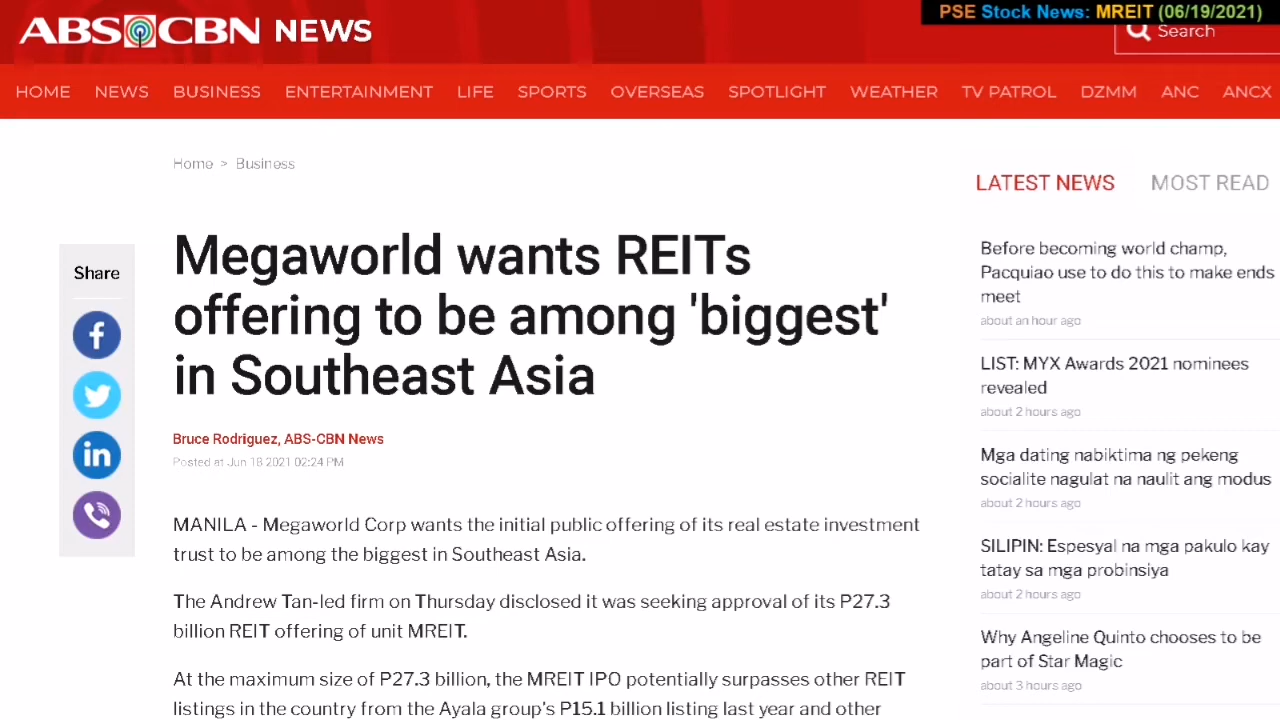 PSE Stock News: MREIT (06/19/2021)
ABS CBN NEWS
Search
HOME NEWS BUSINESS ENTERTAINMENT LIFE SPORTS OVERSEAS SPOTLIGHT WEATHER TV PATROL DZMM ANC ANCX
Home > Business
Megaworld wants REITs
offering to be among 'biggest'
in Southeast Asia
Share
Bruce Rodriguez, ABS-CBN News
Posted at Jun 18 2021 02:24 PM
MANILA - Megaworld Corp wants the initial public offering of its real estate investment
trust to be among the biggest in Southeast Asia.
The Andrew Tan-led firm on Thursday disclosed it was seeking approval of its P27.3
billion REIT offering of unit MREIT.
At the maximum size of P27.3 billion, the MREIT IPO potentially surpasses other REIT
listings in the country from the Ayala group's P15.1 billion listing last year and other
LATEST NEWS MOST READ
Before becoming world champ,
Pacquiao use to do this to make ends
meet
about an hour ago
LIST: MYX Awards 2021 nominees
revealed
about 2 hours ago
Mga dating nabiktima ng pekeng
socialite nagulat na naulit ang modus
about 2 hours ago
SILIPIN: Espesyal na mga pakulo kay
tatay sa mga probinsiya
about 2 hours ago
Why Angeline Quinto chooses to be
part of Star Magic
about 3 hours ago